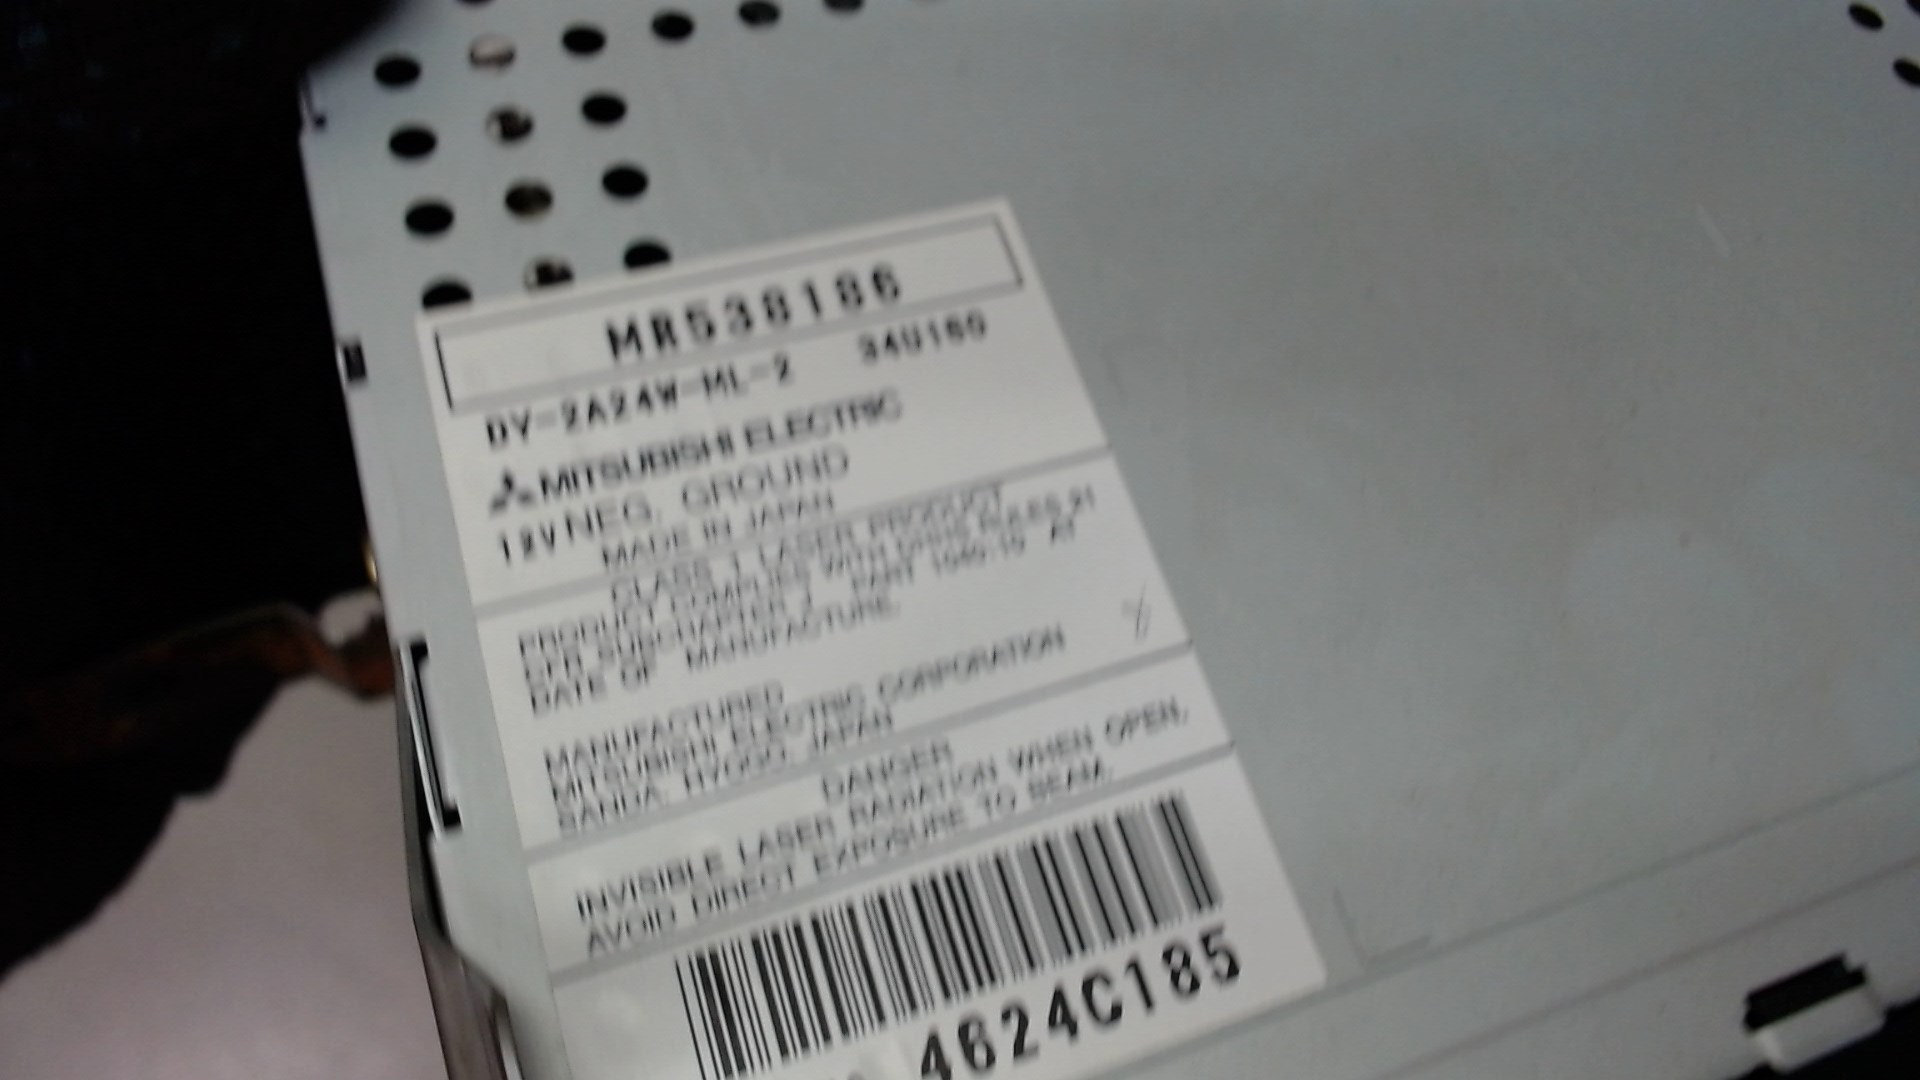 MR538186
DY-2A24W-ML-2 34U160
MITSUBISHI ELECTRIC
12V NEG. GROUND
MADE IN JAPAN
CLASS 1 LASER PRODUCT
PRODUCT COMPLIES WITH DHHS RULES 21
CFR SUBCHAPTER J PART 1040.10 AT
DATE OF MANUFACTURE.
MANUFACTURED
MITSUBISHI ELECTRIC CORPORATION
SANDA, HYOGO, JAPAN
DANGER
INVISIBLE LASER RADIATION WHEN OPEN,
AVOID DIRECT EXPOSURE TO BEAM.
4624C185